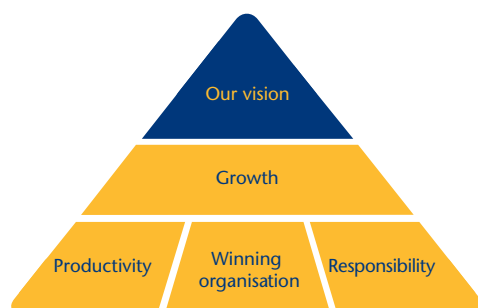 Our vision
Growth
Productivity
Winning
organisation
Responsibility